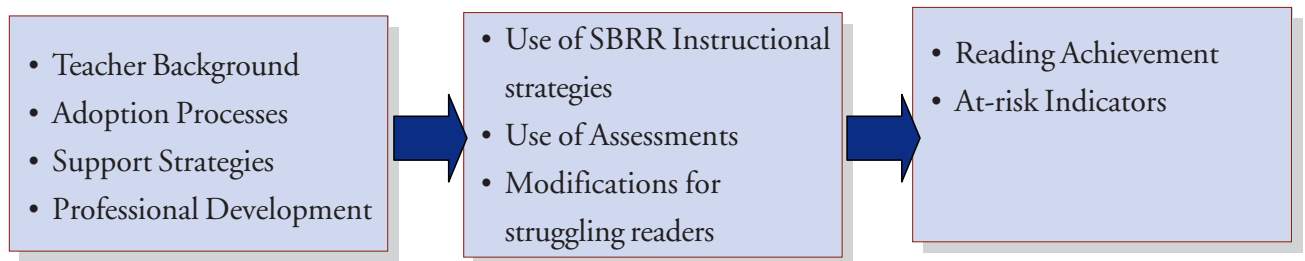 • Teacher Background
• Adoption Processes
• Support Strategies
• Professional Development
• Use of SBRR Instructional
strategies
• Use of Assessments
• Modifications for
struggling readers
• Reading Achievement
• At-risk Indicators